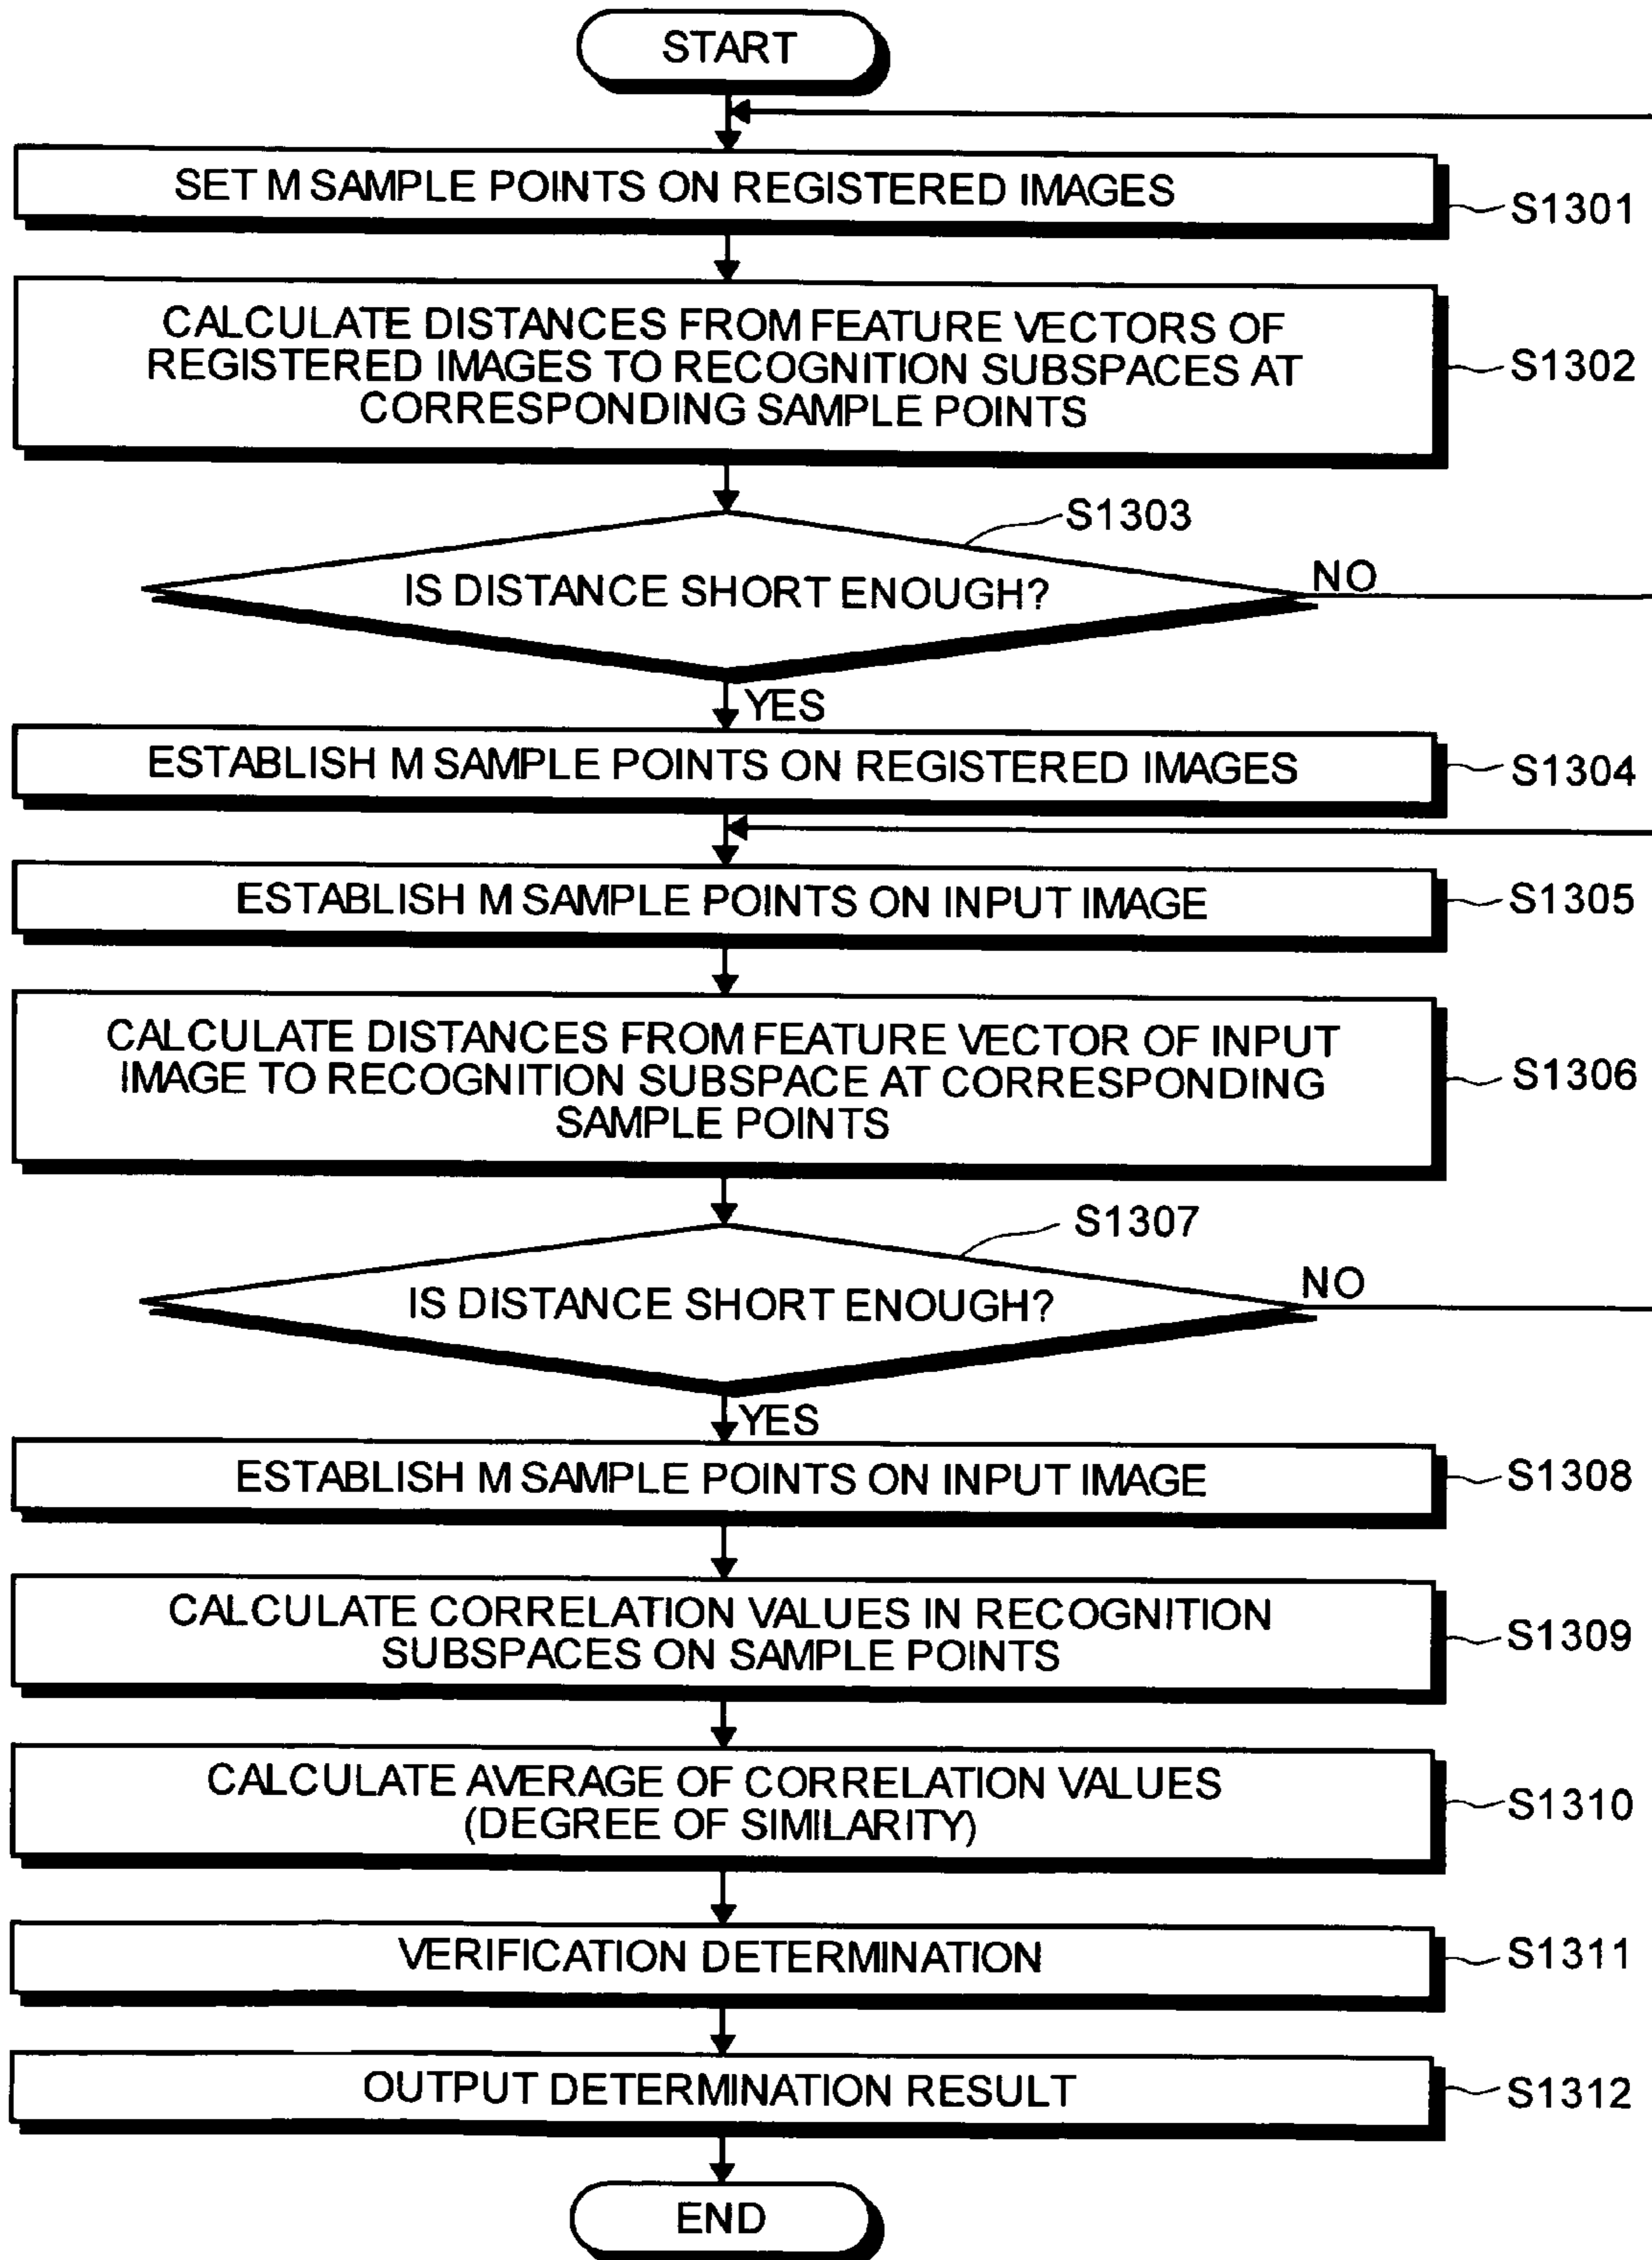 START
SET M SAMPLE POINTS ON REGISTERED IMAGES
S1301
CALCULATE DISTANCES FROM FEATURE VECTORS OF
REGISTERED IMAGES TO RECOGNITION SUBSPACES AT
CORRESPONDING SAMPLE POINTS
S1302
S1303
IS DISTANCE SHORT ENOUGH?
NO
YES
ESTABLISH M SAMPLE POINTS ON REGISTERED IMAGES
S1304
ESTABLISH M SAMPLE POINTS ON INPUT IMAGE
S1305
CALCULATE DISTANCES FROM FEATURE VECTOR OF INPUT
IMAGE TO RECOGNITION SUBSPACE AT CORRESPONDING
SAMPLE POINTS
S1306
S1307
IS DISTANCE SHORT ENOUGH?
NO
YES
ESTABLISH M SAMPLE POINTS ON INPUT IMAGE
S1308
CALCULATE CORRELATION VALUES IN RECOGNITION
SUBSPACES ON SAMPLE POINTS
S1309
CALCULATE AVERAGE OF CORRELATION VALUES
(DEGREE OF SIMILARITY)
S1310
VERIFICATION DETERMINATION
S1311
OUTPUT DETERMINATION RESULT
S1312
END